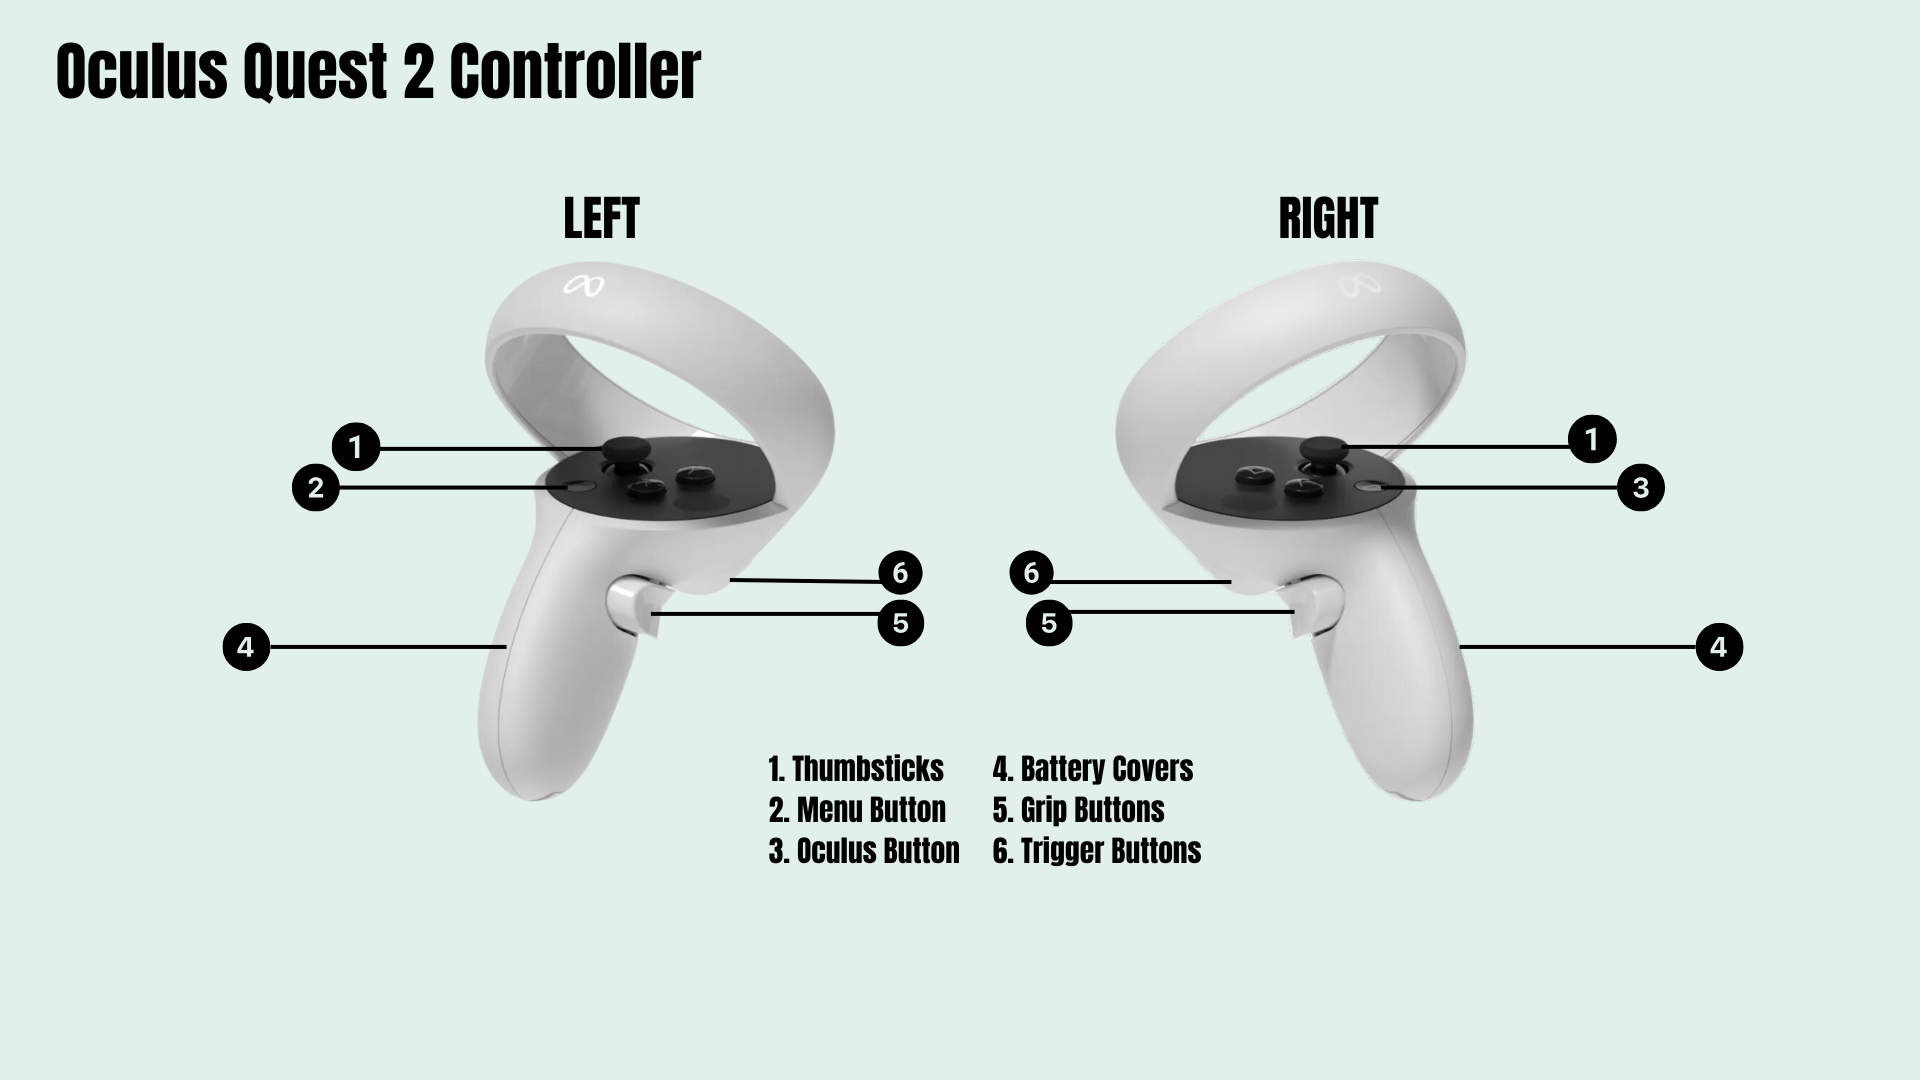 Oculus Quest 2 Controller
LEFT
RIGHT
1
2
6
5
4
1
3
6
5
4
1. Thumbsticks
2. Menu Button
3. Oculus Button
4. Battery Covers
5. Grip Buttons
6. Trigger Buttons